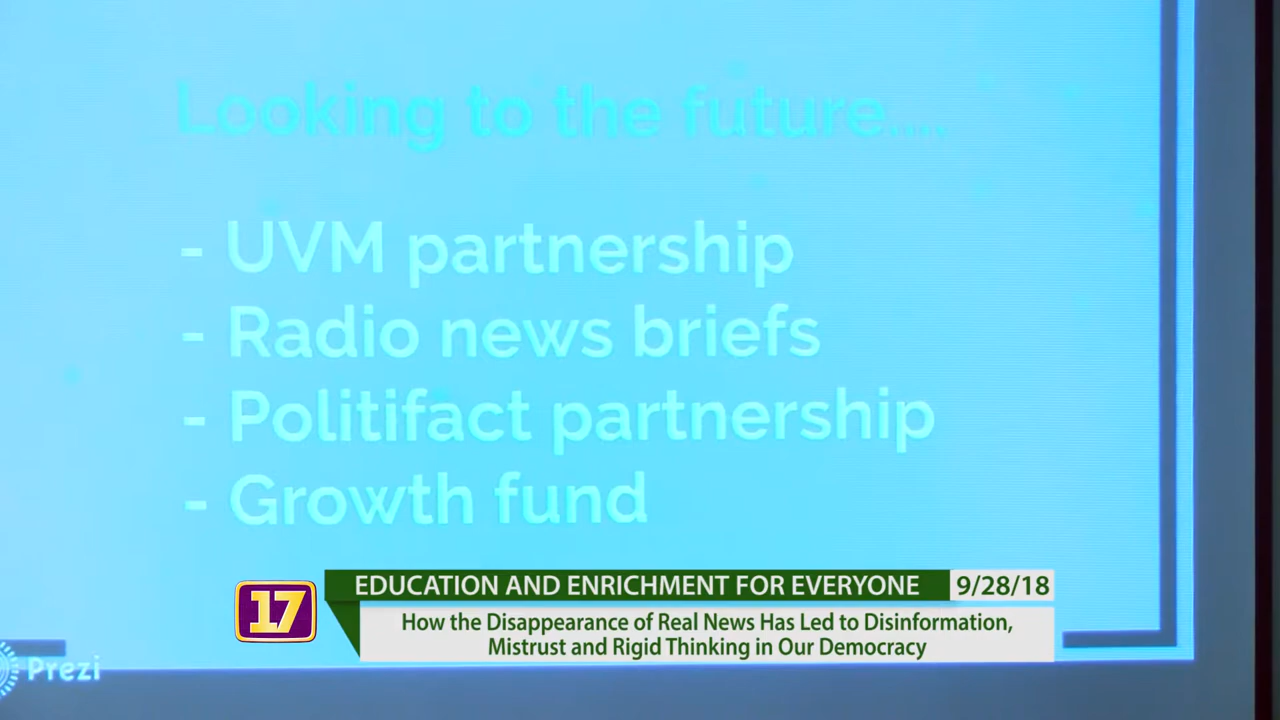 Looking to the future....
- UVM partnership
- Radio news briefs
- Politifact partnership
- Growth fund
EDUCATION AND ENRICHMENT FOR EVERYONE 9/28/18
17
How the Disappearance of Real News Has Led to Disinformation,
Mistrust and Rigid Thinking in Our Democracy
Prezi